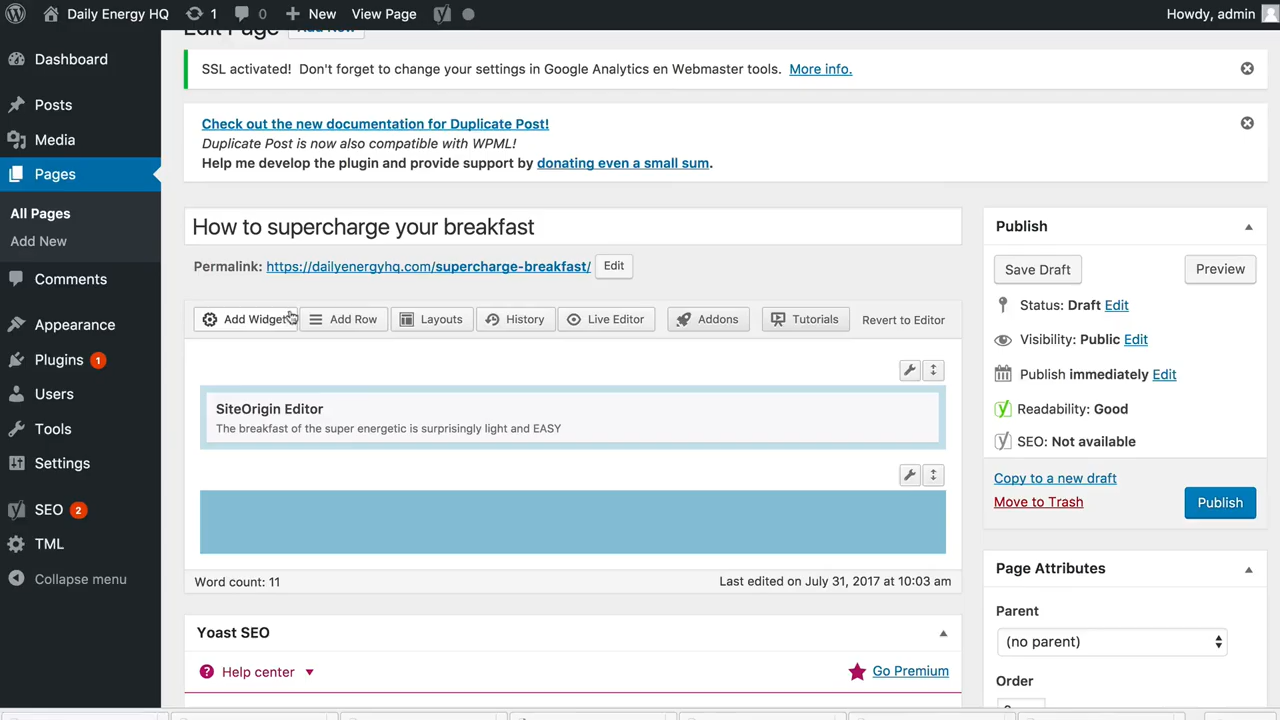 Daily Energy HQ 1 0 New View Page Howdy, admin
Edit Page Add New
Dashboard
Posts
Media
Pages
All Pages
Add New
Comments
Appearance
Plugins 1
Users
Tools
Settings
SEO 2
TML
Collapse menu
SSL activated! Don't forget to change your settings in Google Analytics en Webmaster tools. More info.
Check out the new documentation for Duplicate Post!
Duplicate Post is now also compatible with WPML!
Help me develop the plugin and provide support by donating even a small sum.
How to supercharge your breakfast
Permalink: https://dailyenergyhq.com/supercharge-breakfast/ Edit
Add Widget Add Row Layouts History Live Editor Addons Tutorials Revert to Editor
SiteOrigin Editor
The breakfast of the super energetic is surprisingly light and EASY
Word count: 11 Last edited on July 31, 2017 at 10:03 am
Yoast SEO
Help center Go Premium
Publish
Save Draft Preview
Status: Draft Edit
Visibility: Public Edit
Publish immediately Edit
Readability: Good
SEO: Not available
Copy to a new draft
Move to Trash Publish
Page Attributes
Parent
(no parent)
Order